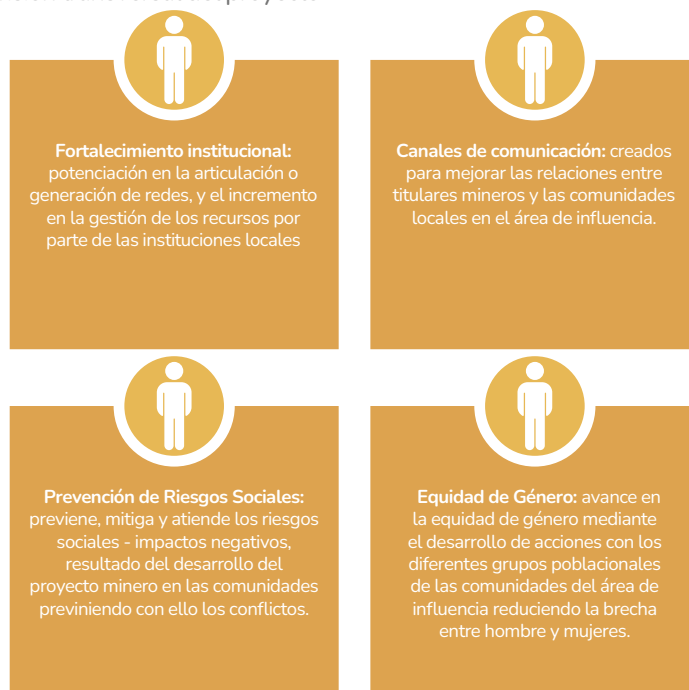 Fortalecimiento institucional:
potenciación en la articulación o
generación de redes, y el incremento
en la gestión de los recursos por
parte de las instituciones locales
Canales de comunicación: creados
para mejorar las relaciones entre
titulares mineros y las comunidades
locales en el área de influencia.
Prevención de Riesgos Sociales:
previene, mitiga y atiende los riesgos
sociales - impactos negativos,
resultado del desarrollo del
proyecto minero en las comunidades
previniendo con ello los conflictos.
Equidad de Género: avance en
la equidad de género mediante
el desarrollo de acciones con los
diferentes grupos poblacionales
de las comunidades del área de
influencia reduciendo la brecha
entre hombre y mujeres.